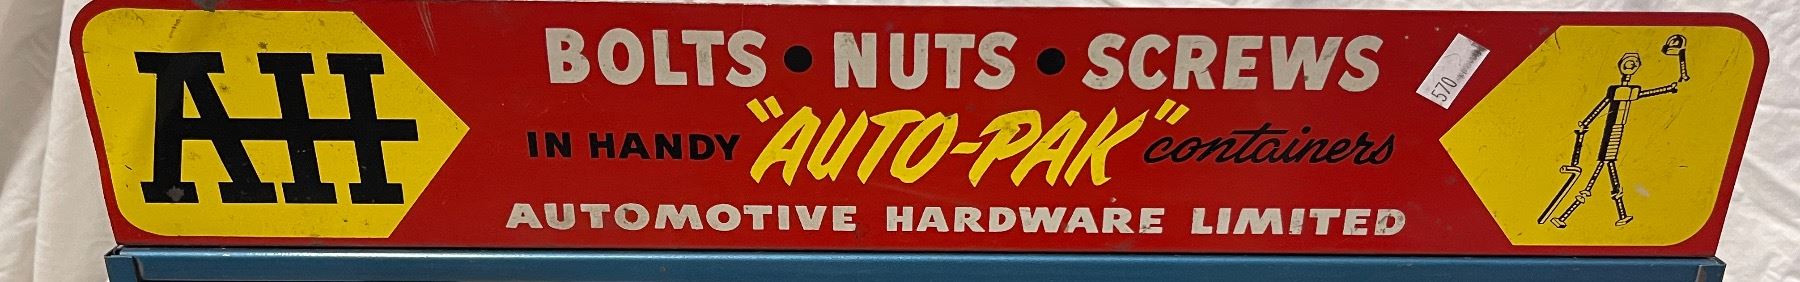 AH
BOLTS • NUTS • SCREWS
IN HANDY "AUTO-PAK" containers
AUTOMOTIVE HARDWARE LIMITED
570